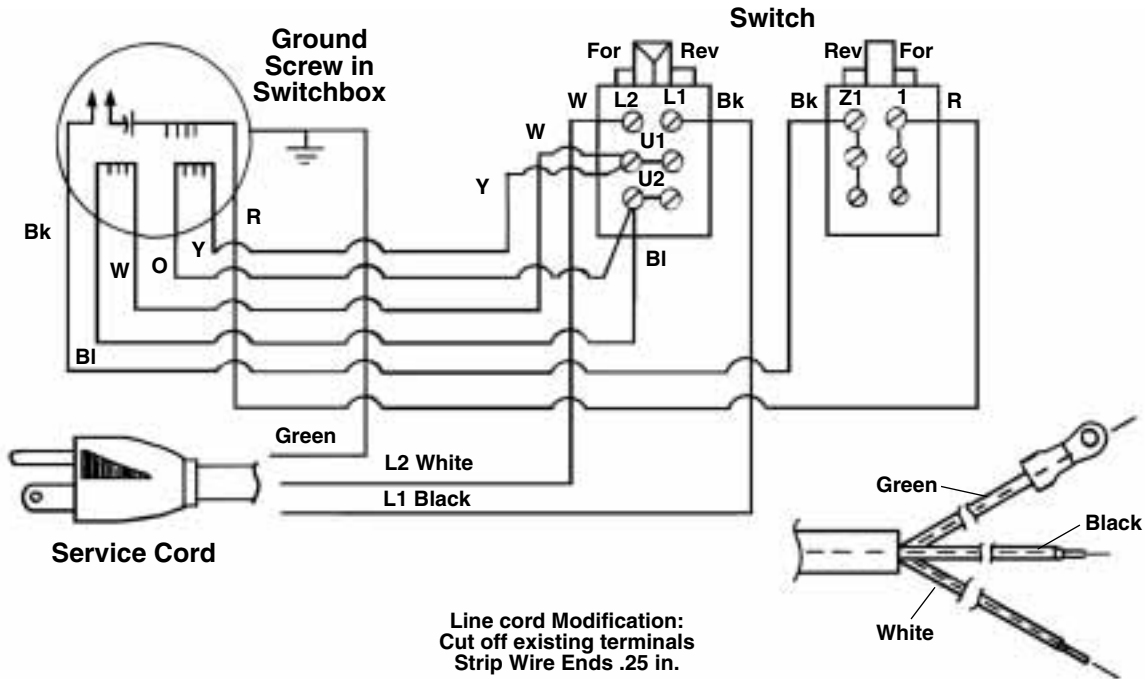 Switch
Ground
Screw in
Switchbox
For
Rev
Rev
For
W
L2
L1
Bk
Bk
Z1
1
R
W
U1
Y
U2
Bk
R
Y
W
O
Bl
Bl
Green
L2 White
L1 Black
Service Cord
Green
Black
White
Line cord Modification:
Cut off existing terminals
Strip Wire Ends .25 in.